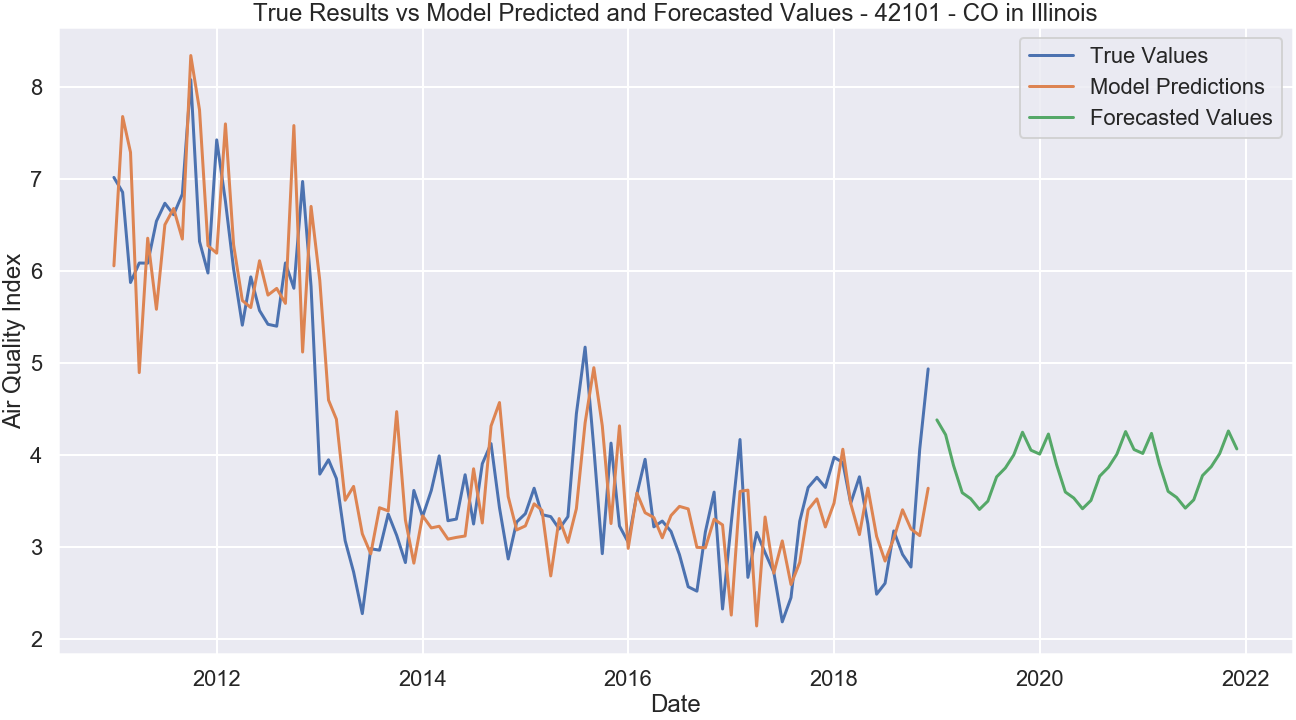 True Results vs Model Predicted and Forecasted Values - 42101 - CO in Illinois
True Values
Model Predictions
Forecasted Values
Air Quality Index
8
7
6
5
4
3
2
2012 2014 2016 2018 2020 2022
Date